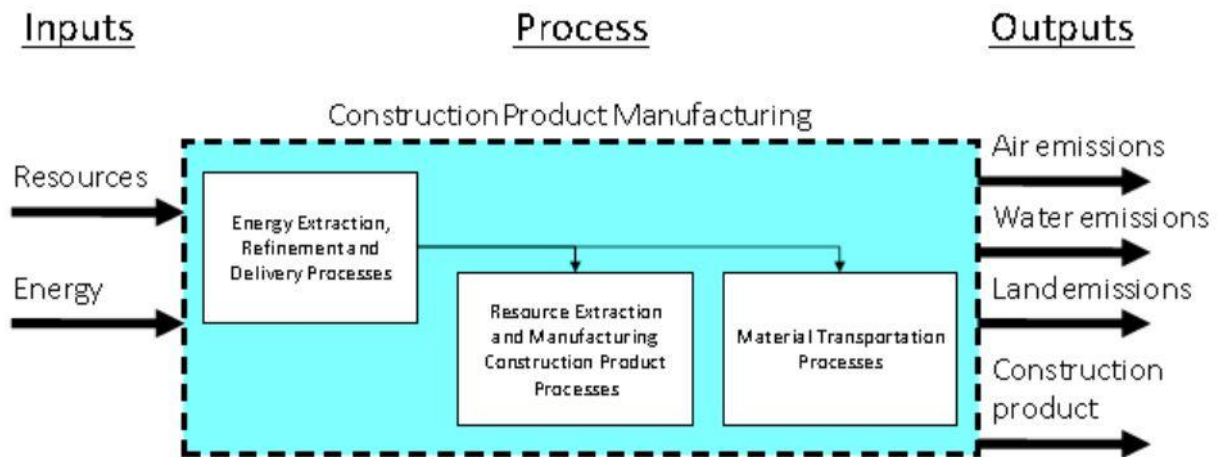 Inputs
Process
Outputs
Construction Product Manufacturing
Resources
Energy
Energy Extraction,
Refinement and
Delivery Processes
Resource Extraction
and Manufacturing
Construction Product
Processes
Material Transportation
Processes
Air emissions
Water emissions
Land emissions
Construction
product